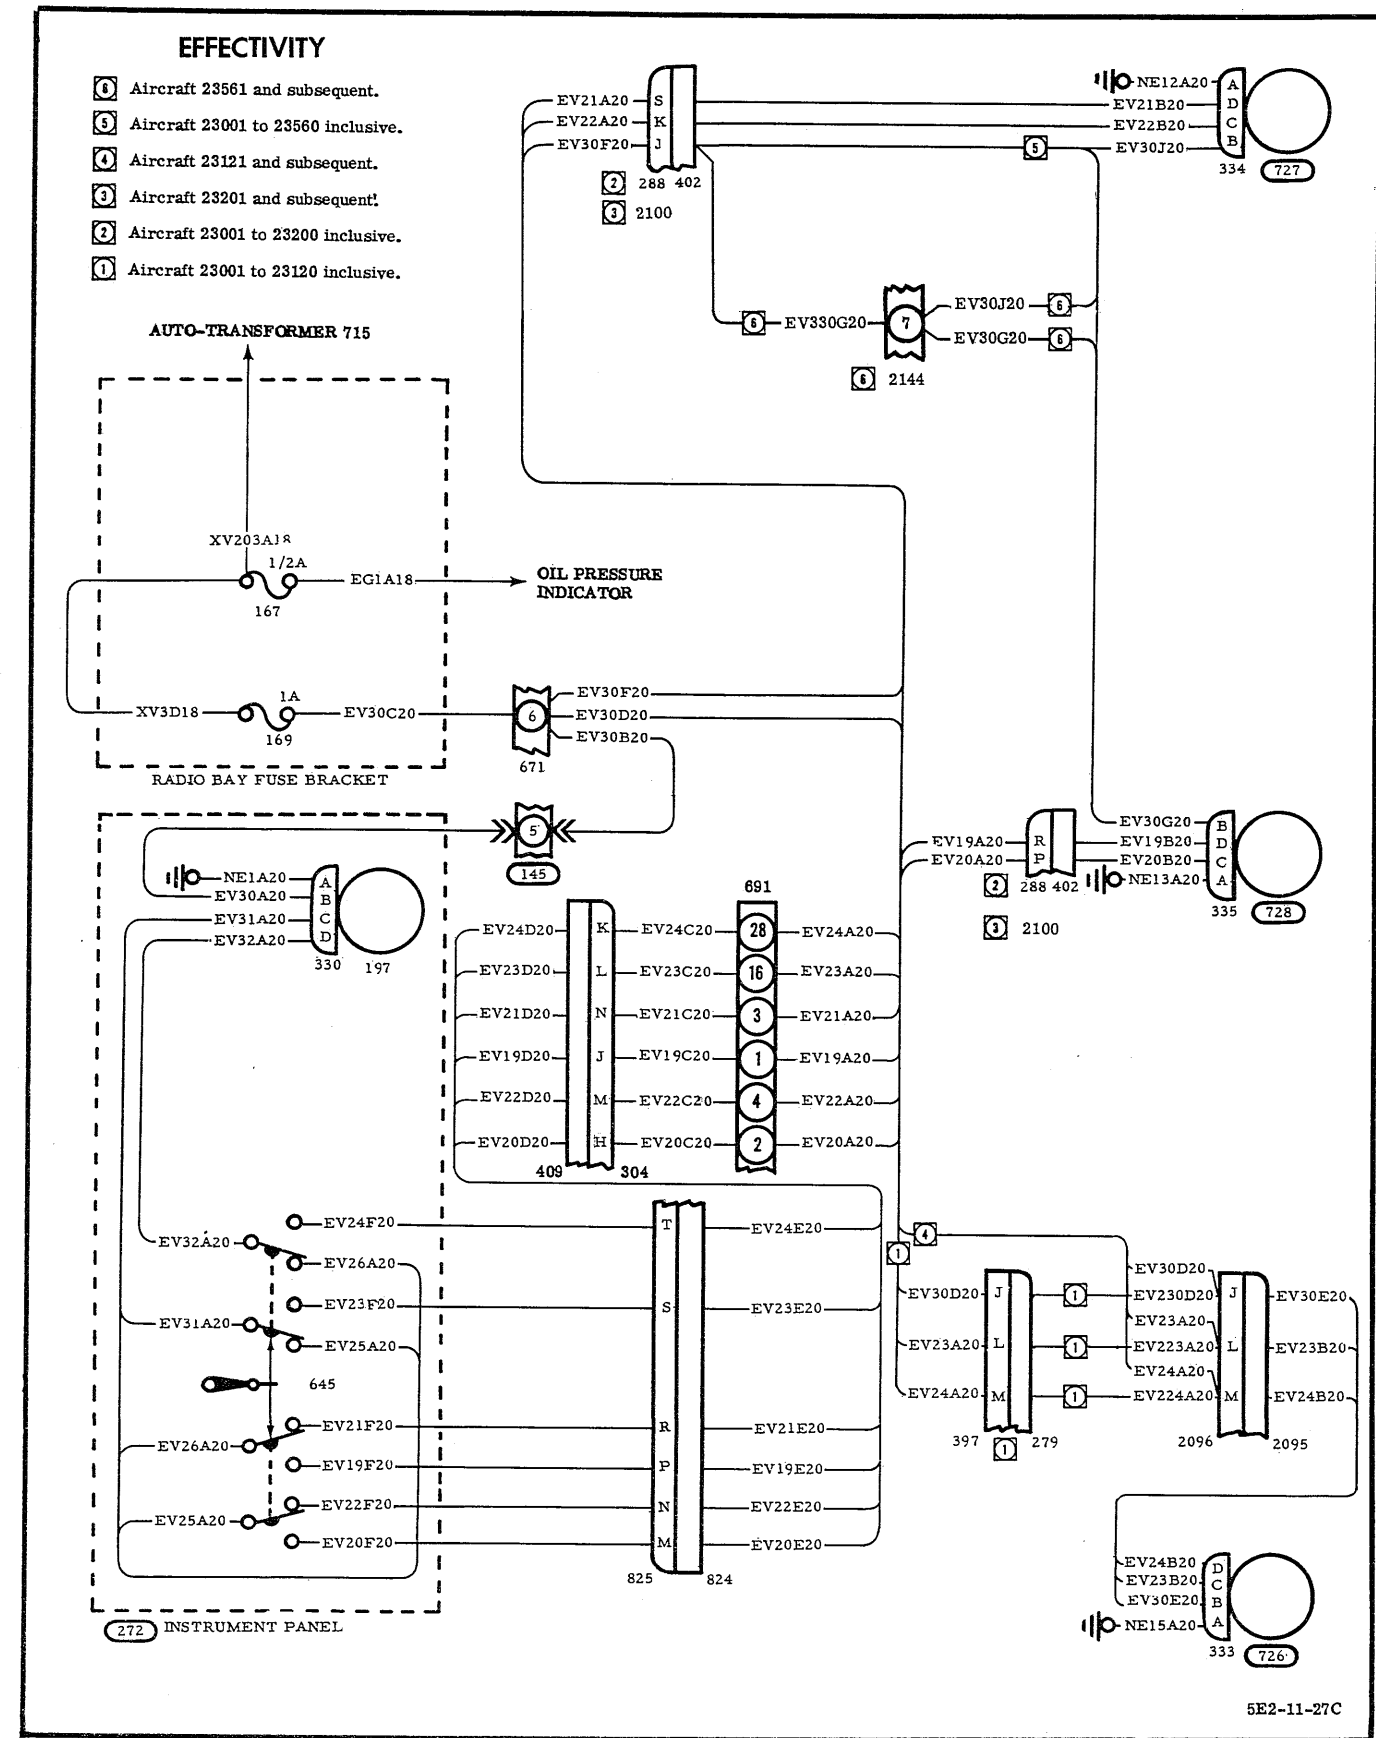 EFFECTIVITY
6 Aircraft 23561 and subsequent.
5 Aircraft 23001 to 23560 inclusive.
4 Aircraft 23121 and subsequent.
3 Aircraft 23201 and subsequent.
2 Aircraft 23001 to 23200 inclusive.
1 Aircraft 23001 to 23120 inclusive.
EV21A20 S
EV22A20 K
EV30F20 J
2 288 402
3 2100
NE12A20 A
EV21B20 D
EV22B20 C
5 EV30J20 B
334 727
6 EV330G20 7
EV30J20 6
EV30G20 6
6 2144
AUTO-TRANSFORMER 715
XV203A18
1/2A
EG1A18
OIL PRESSURE
INDICATOR
167
XV3D18
1A
EV30C20
169
6
EV30F20
EV30D20
EV30B20
671
RADIO BAY FUSE BRACKET
5
145
NE1A20 A
EV30A20 B
EV31A20 C
EV32A20 D
330 197
EV19A20 R
EV20A20 P
2 288 402
3 2100
EV30G20 B
EV19B20 D
EV20B20 C
NE13A20 A
335 728
691
EV24D20 K EV24C20 28 EV24A20
EV23D20 L EV23C20 16 EV23A20
EV21D20 N EV21C20 3 EV21A20
EV19D20 J EV19C20 1 EV19A20
EV22D20 M EV22C20 4 EV22A20
EV20D20 H EV20C20 2 EV20A20
409 304
EV32A20
EV24F20 T EV24E20
EV26A20
EV31A20
EV23F20 S EV23E20
EV25A20
645
EV26A20
EV21F20 R EV21E20
EV19F20 P EV19E20
EV25A20
EV22F20 N EV22E20
EV20F20 M EV20E20
825 824
272 INSTRUMENT PANEL
4
1
EV30D20 J 1 EV230D20
EV23A20 L 1 EV223A20
EV24A20 M 1 EV224A20
397 1 279
EV30D20 J EV30E20
EV23A20 L EV23B20
EV24A20 M EV24B20
2096 2095
EV24B20 D
EV23B20 C
EV30E20 B
NE15A20 A
333 726
5E2-11-27C